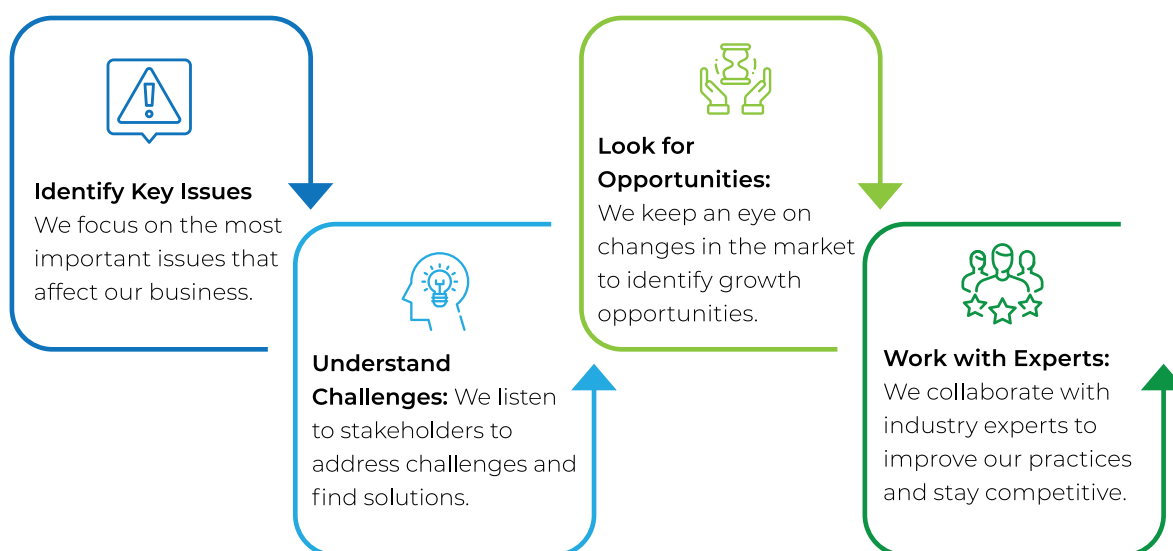 Identify Key Issues
We focus on the most
important issues that
affect our business.
Understand
Challenges: We listen
to stakeholders to
address challenges and
find solutions.
Look for
Opportunities:
We keep an eye on
changes in the market
to identify growth
opportunities.
Work with Experts:
We collaborate with
industry experts to
improve our practices
and stay competitive.